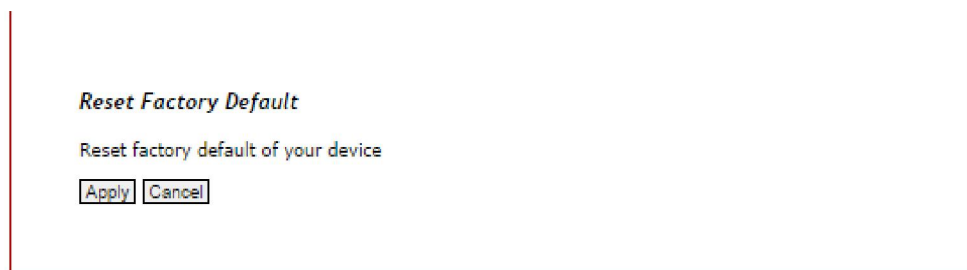 Reset Factory Default
Reset factory default of your device
Apply Cancel